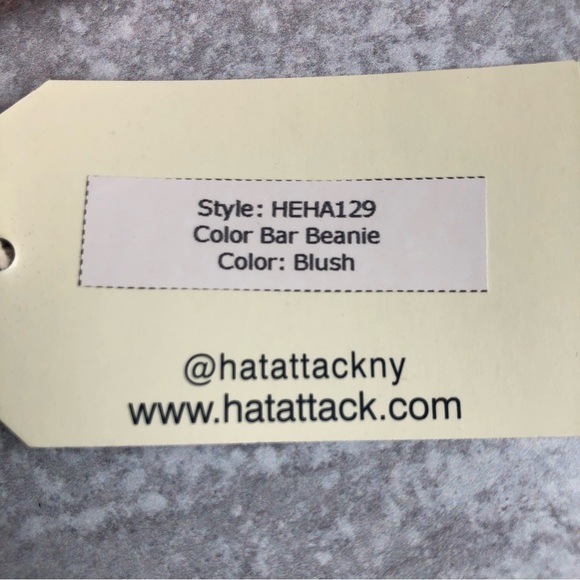 Style: HEHA129
Color Bar Beanie
Color: Blush
@hatattackny
www.hatattack.com